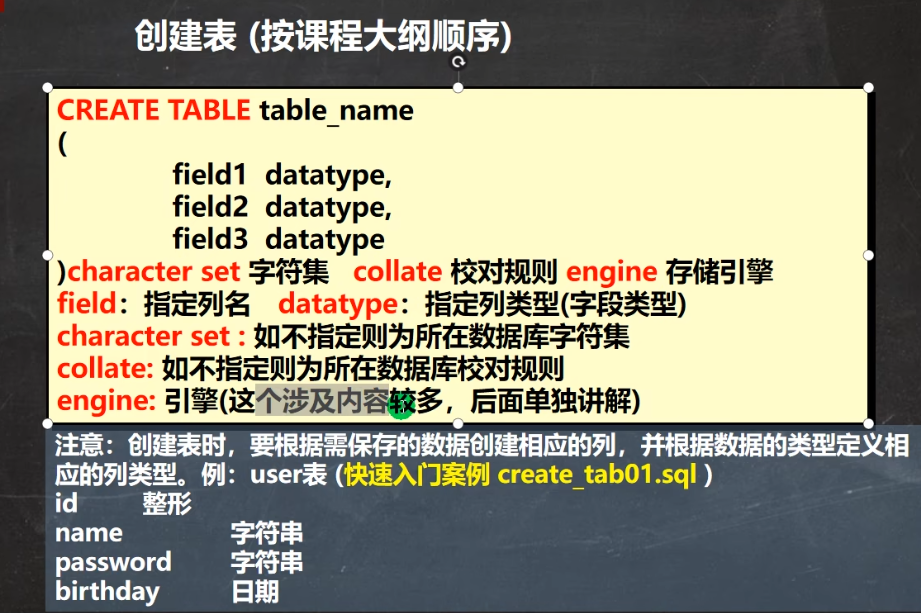 创建表 (按课程大纲顺序)
CREATE TABLE table_name
(
field1 datatype,
field2 datatype,
field3 datatype
)character set 字符集 collate 校对规则 engine 存储引擎
field：指定列名 datatype：指定列类型(字段类型)
character set : 如不指定则为所在数据库字符集
collate: 如不指定则为所在数据库校对规则
engine: 引擎(这个涉及内容较多，后面单独讲解)
注意：创建表时，要根据需保存的数据创建相应的列，并根据数据的类型定义相
应的列类型。例：user表 (快速入门案例 create_tab01.sql )
id 整形
name 字符串
password 字符串
birthday 日期